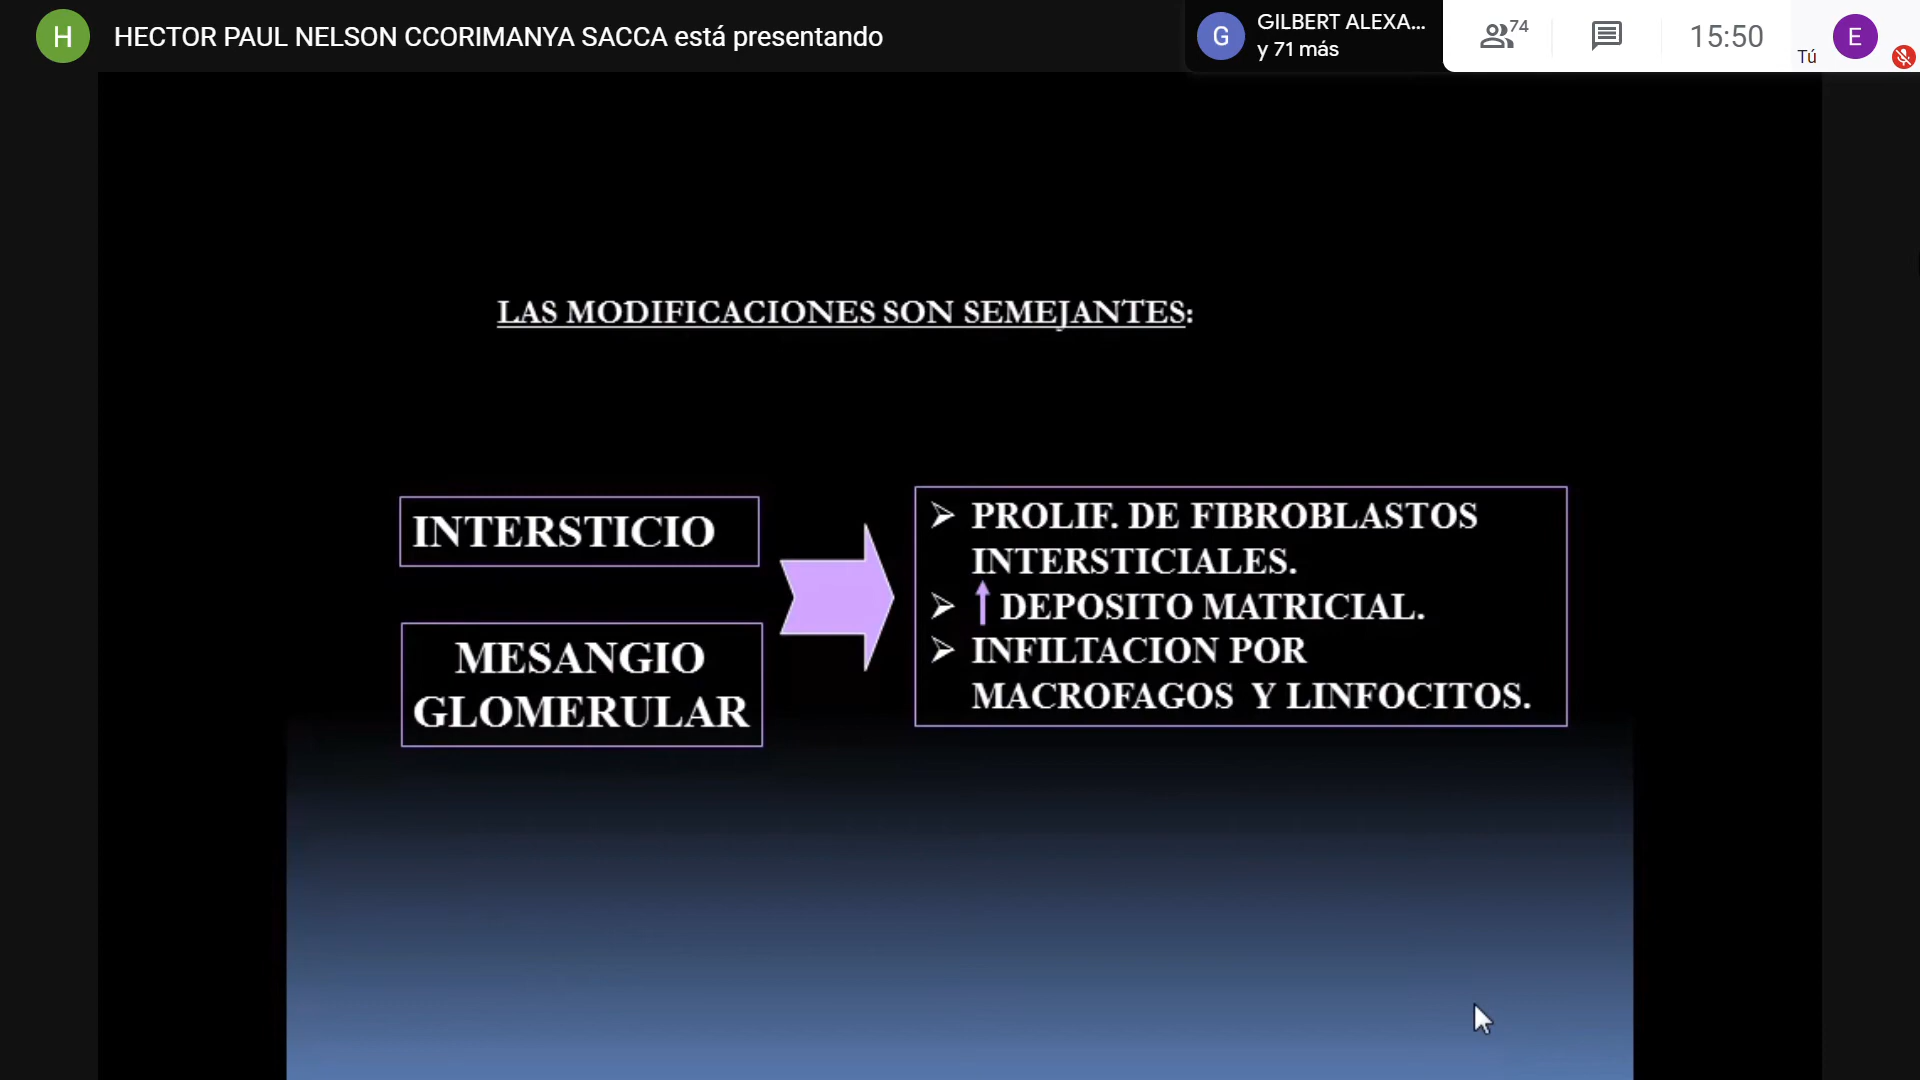 H
HECTOR PAUL NELSON CCORIMANYA SACCA está presentando
G
GILBERT ALEXA...
y 71 más
74
15:50
Tú
E
LAS MODIFICACIONES SON SEMEJANTES:
INTERSTICIO
MESANGIO
GLOMERULAR
➢ PROLIF. DE FIBROBLASTOS
INTERSTICIALES.
➢ ↑ DEPOSITO MATRICIAL.
➢ INFILTACION POR
MACROFAGOS Y LINFOCITOS.